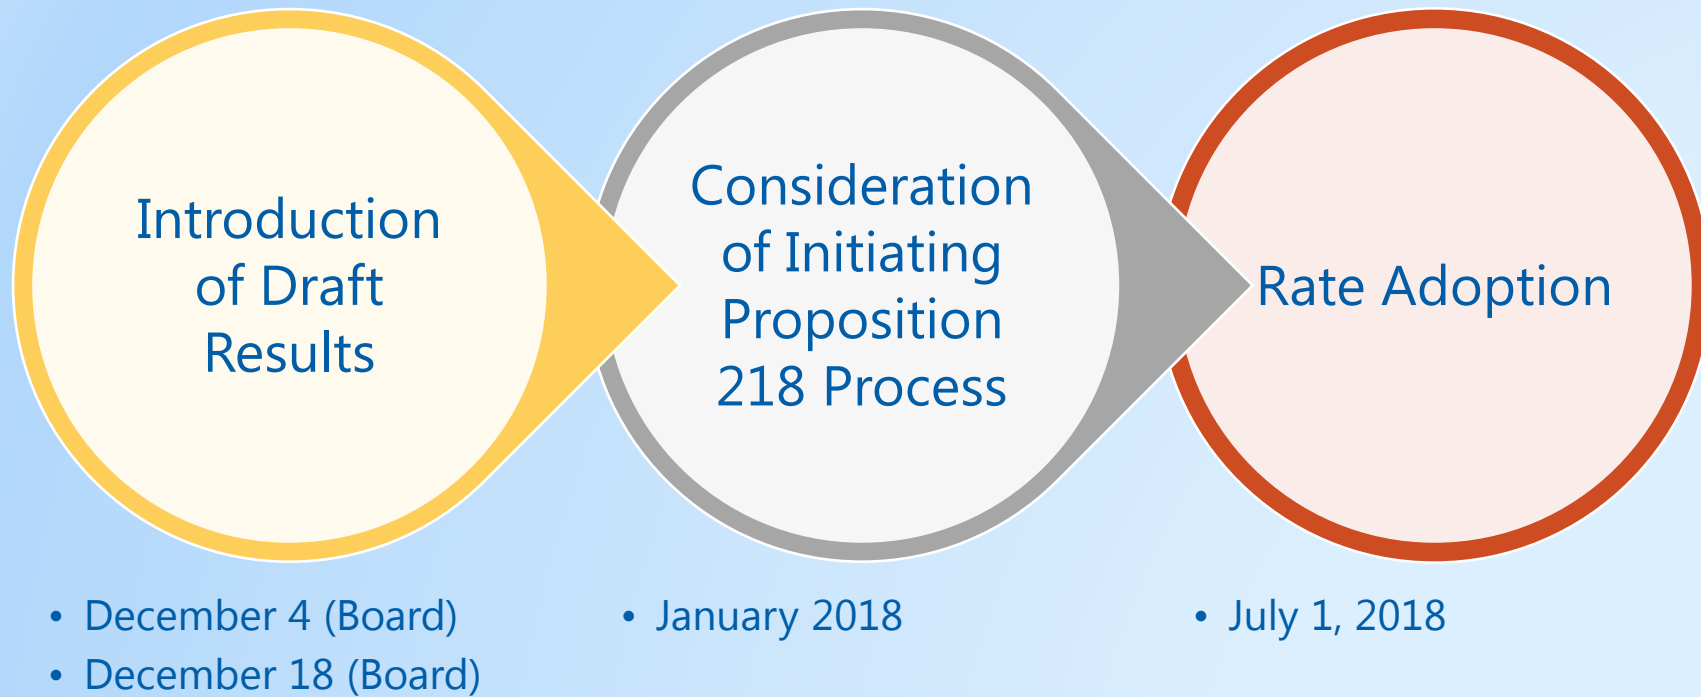 Introduction
of Draft
Results
Consideration
of Initiating
Proposition
218 Process
Rate Adoption
• December 4 (Board)
• December 18 (Board)
• January 2018
• July 1, 2018